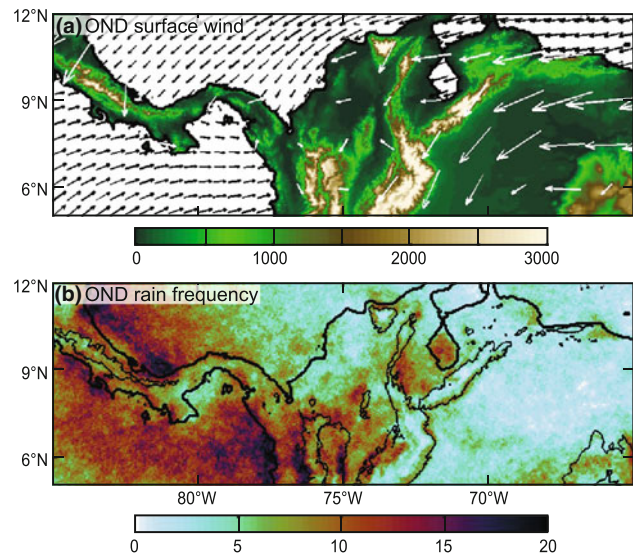 12°N
(a) OND surface wind
9°N
6°N
0 1000 2000 3000
12°N
(b) OND rain frequency
9°N
6°N
80°W 75°W 70°W
0 5 10 15 20